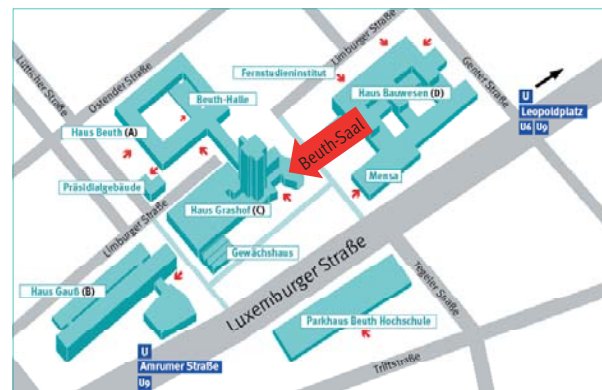 Lütticher Straße
Ostender Straße
Limburger Straße
Genter Straße
Fernstudieninstitut
Beuth-Halle
Haus Bauwesen (D)
U
Leopoldplatz
U6 U9
Haus Beuth (A)
Beuth-Saal
Präsidialgebäude
Mensa
Haus Grashof (C)
Limburger Straße
Gewächshaus
Luxemburger Straße
Haus Gauß (B)
Tegeler Straße
Parkhaus Beuth Hochschule
U
Amrumer Straße
U9
Triftstraße